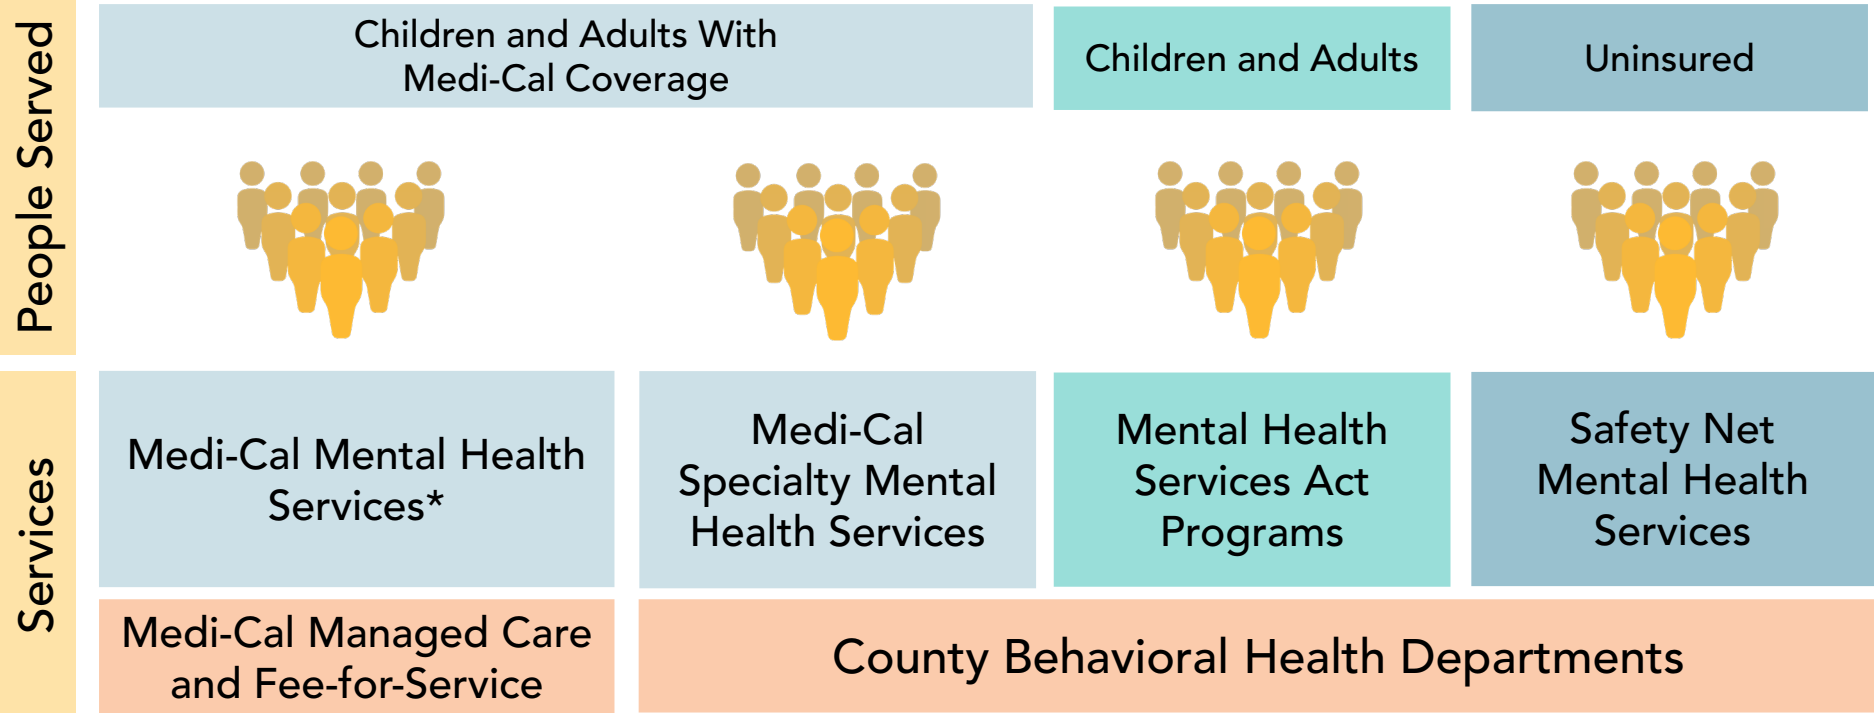 People Served
Children and Adults With
Medi-Cal Coverage
Children and Adults
Uninsured
Services
Medi-Cal Mental Health
Services*
Medi-Cal
Specialty Mental
Health Services
Mental Health
Services Act
Programs
Safety Net
Mental Health
Services
Medi-Cal Managed Care
and Fee-for-Service
County Behavioral Health Departments